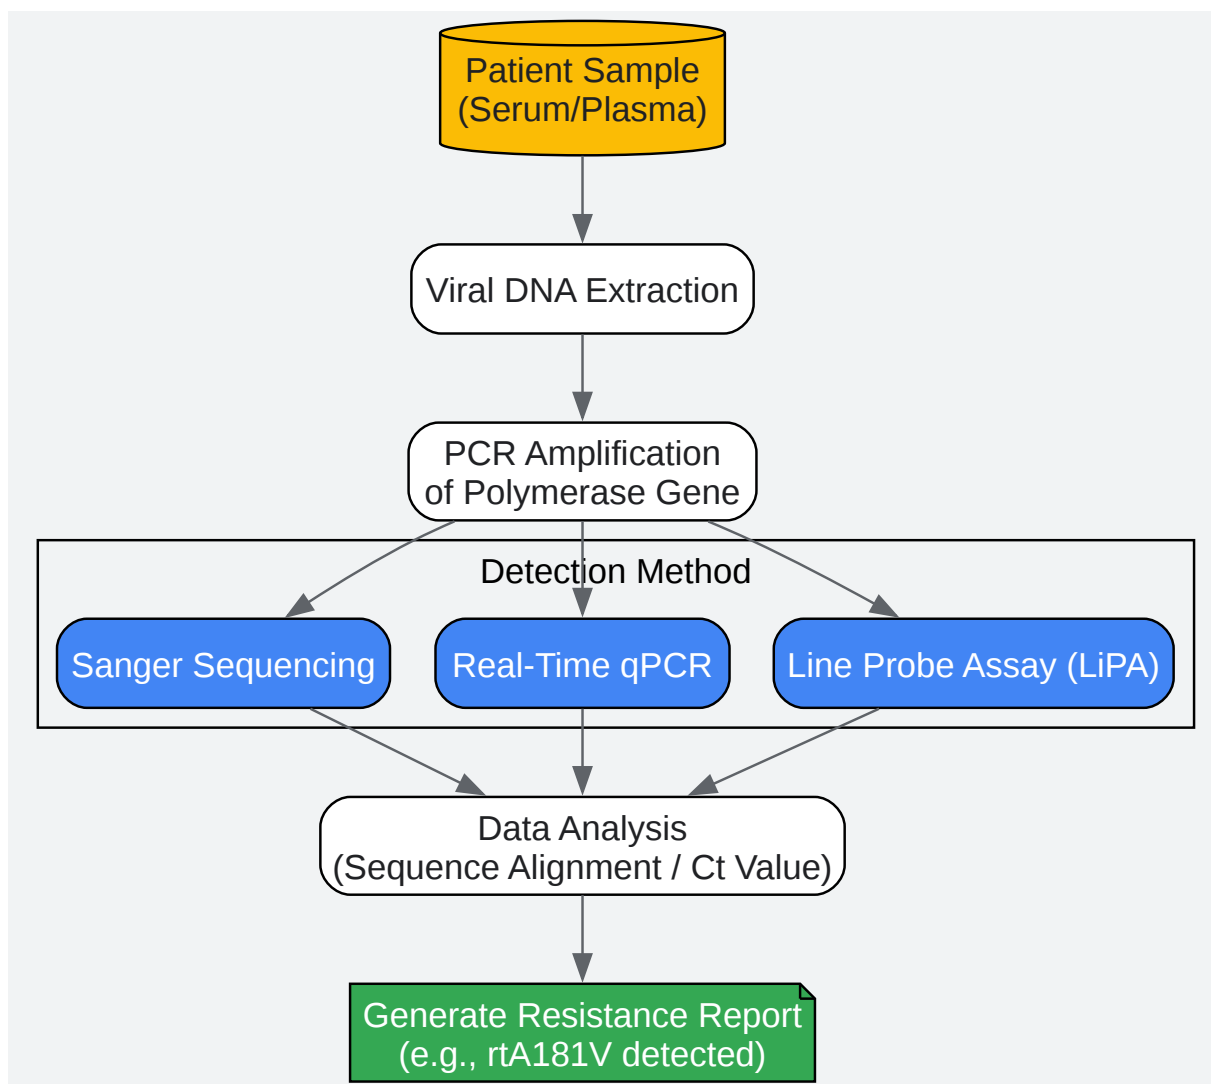 Patient Sample
(Serum/Plasma)
Viral DNA Extraction
PCR Amplification
of Polymerase Gene
Detection Method
Sanger Sequencing
Real-Time qPCR
Line Probe Assay (LiPA)
Data Analysis
(Sequence Alignment / Ct Value)
Generate Resistance Report
(e.g., rtA181V detected)